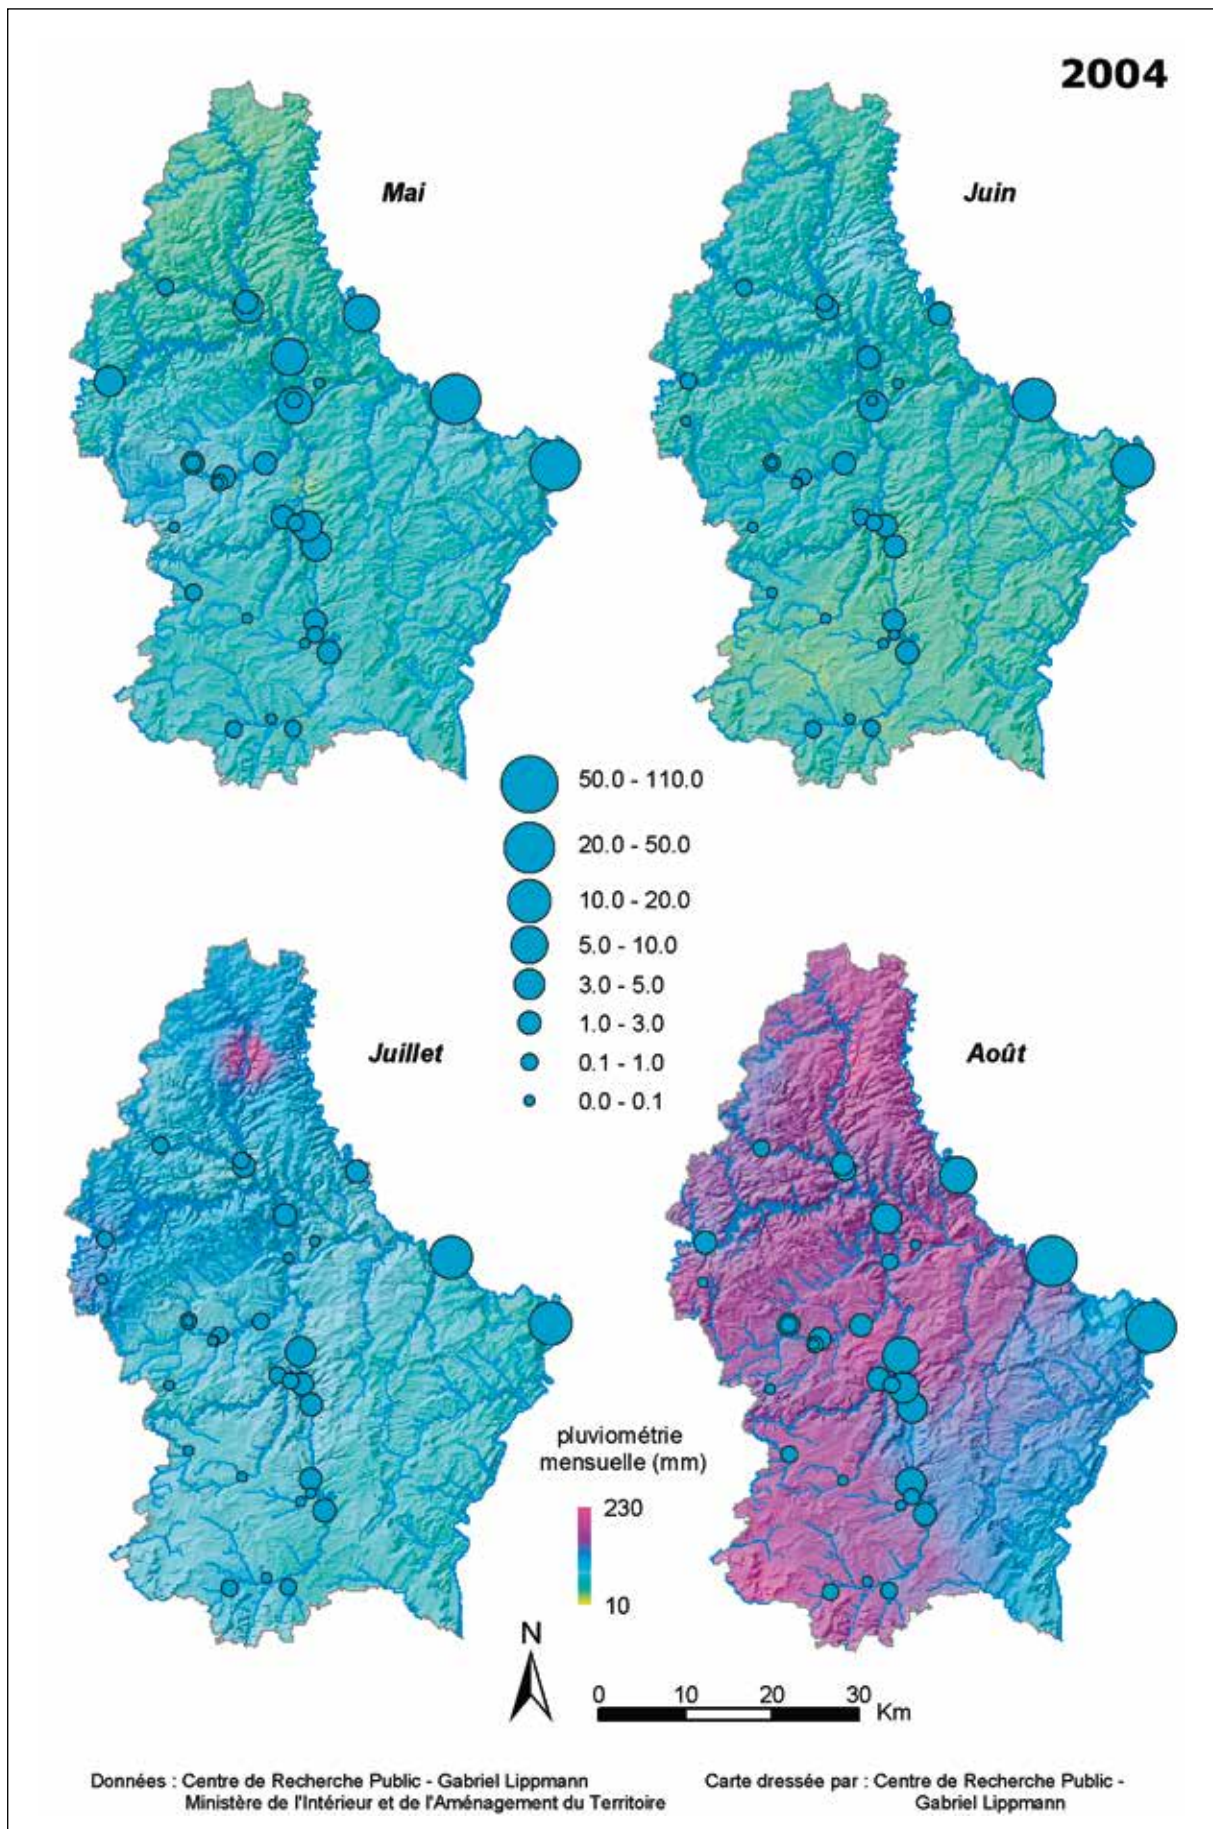 2004
Mai
Juin
50.0 - 110.0
20.0 - 50.0
10.0 - 20.0
5.0 - 10.0
3.0 - 5.0
1.0 - 3.0
0.1 - 1.0
0.0 - 0.1
Juillet
Août
pluviométrie
mensuelle (mm)
230
10
N
0 10 20 30
Km
Données : Centre de Recherche Public - Gabriel Lippmann
Ministère de l'Intérieur et de l'Aménagement du Territoire
Carte dressée par : Centre de Recherche Public -
Gabriel Lippmann